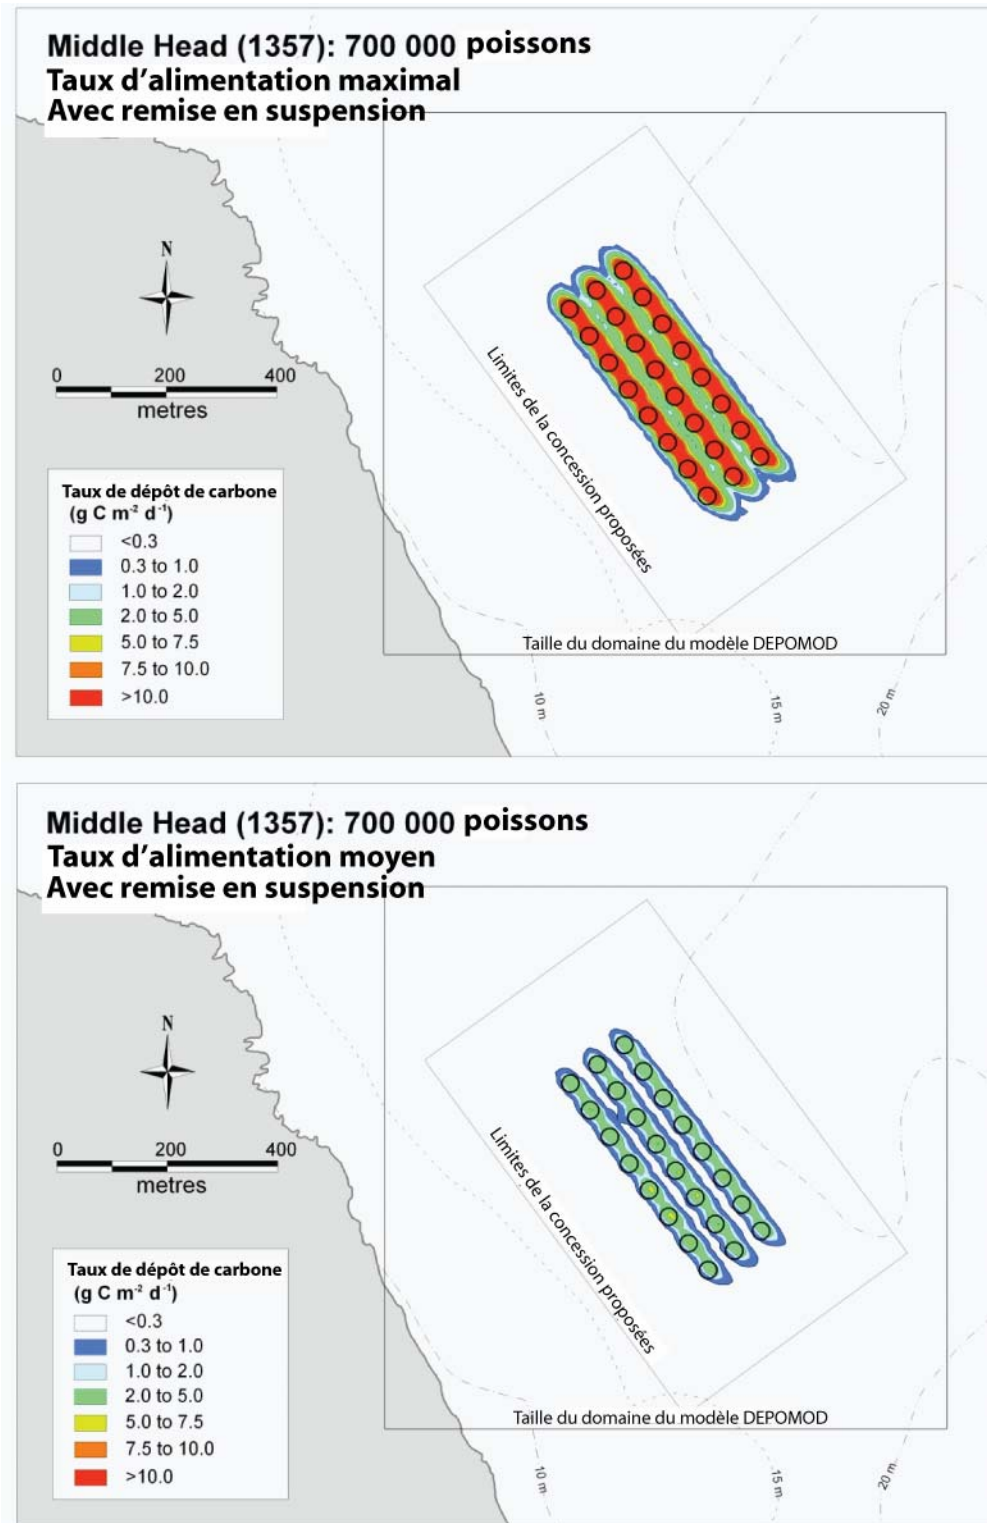 Middle Head (1357): 700 000 poissons
Taux d'alimentation maximal
Avec remise en suspension
N
0 200 400
metres
Limites de la concession proposées
Taux de dépôt de carbone
(g C m-2 d-1)
<0.3
0.3 to 1.0
1.0 to 2.0
2.0 to 5.0
5.0 to 7.5
7.5 to 10.0
>10.0
Taille du domaine du modèle DEPOMOD
10 m
15 m
20 m
Middle Head (1357): 700 000 poissons
Taux d'alimentation moyen
Avec remise en suspension
N
0 200 400
metres
Limites de la concession proposées
Taux de dépôt de carbone
(g C m-2 d-1)
<0.3
0.3 to 1.0
1.0 to 2.0
2.0 to 5.0
5.0 to 7.5
7.5 to 10.0
>10.0
Taille du domaine du modèle DEPOMOD
10 m
15 m
20 m